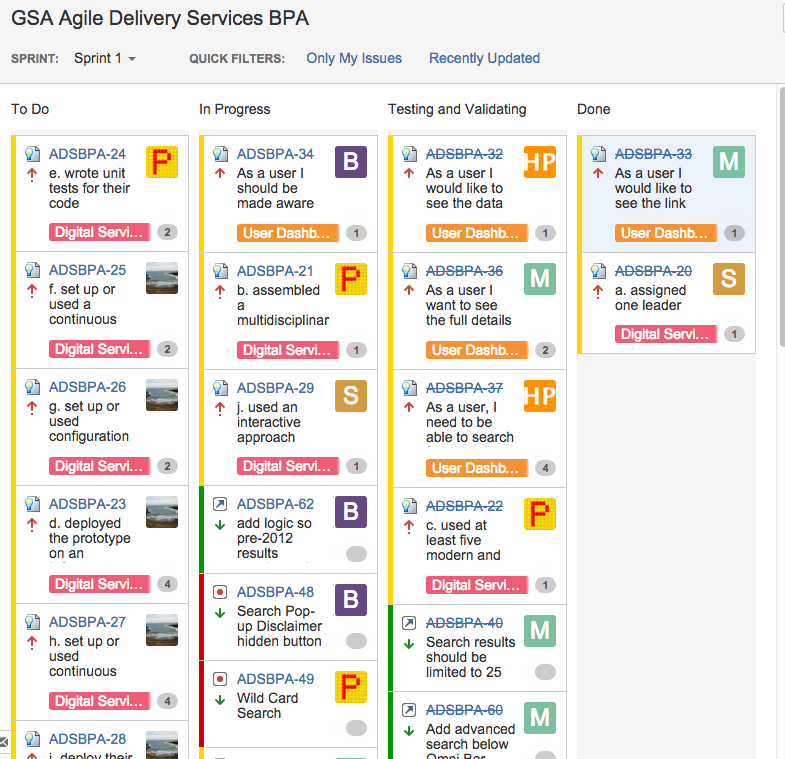 GSA Agile Delivery Services BPA
SPRINT: Sprint 1 QUICK FILTERS: Only My Issues Recently Updated
To Do
ADSBPA-24
P
e. wrote unit
tests for their
code
Digital Servi... 2
ADSBPA-25
f. set up or
used a
continuous
Digital Servi... 2
ADSBPA-26
g. set up or
used
configuration
Digital Servi... 2
ADSBPA-23
d. deployed
the prototype
on an
Digital Servi... 4
ADSBPA-27
h. set up or
used
continuous
Digital Servi... 4
ADSBPA-28
i. deploy their
In Progress
ADSBPA-34
B
As a user I
should be
made aware
User Dashb... 1
ADSBPA-21
P
b. assembled
a
multidisciplinar
Digital Servi... 1
ADSBPA-29
S
j. used an
interactive
approach
Digital Servi... 1
ADSBPA-62
B
add logic so
pre-2012
results
ADSBPA-48
B
Search Pop-
up Disclaimer
hidden button
ADSBPA-49
P
Wild Card
Search
Testing and Validating
ADSBPA-32
HP
As a user I
would like to
see the data
User Dashb... 1
ADSBPA-36
M
As a user I
want to see
the full details
User Dashb... 2
ADSBPA-37
HP
As a user, I
need to be
able to search
User Dashb... 4
ADSBPA-22
P
c. used at
least five
modern and
Digital Servi... 1
ADSBPA-40
M
Search results
should be
limited to 25
ADSBPA-60
M
Add advanced
search below
Omni Bar
Done
ADSBPA-33
M
As a user I
would like to
see the link
User Dashb... 1
ADSBPA-20
S
a. assigned
one leader
Digital Servi... 1